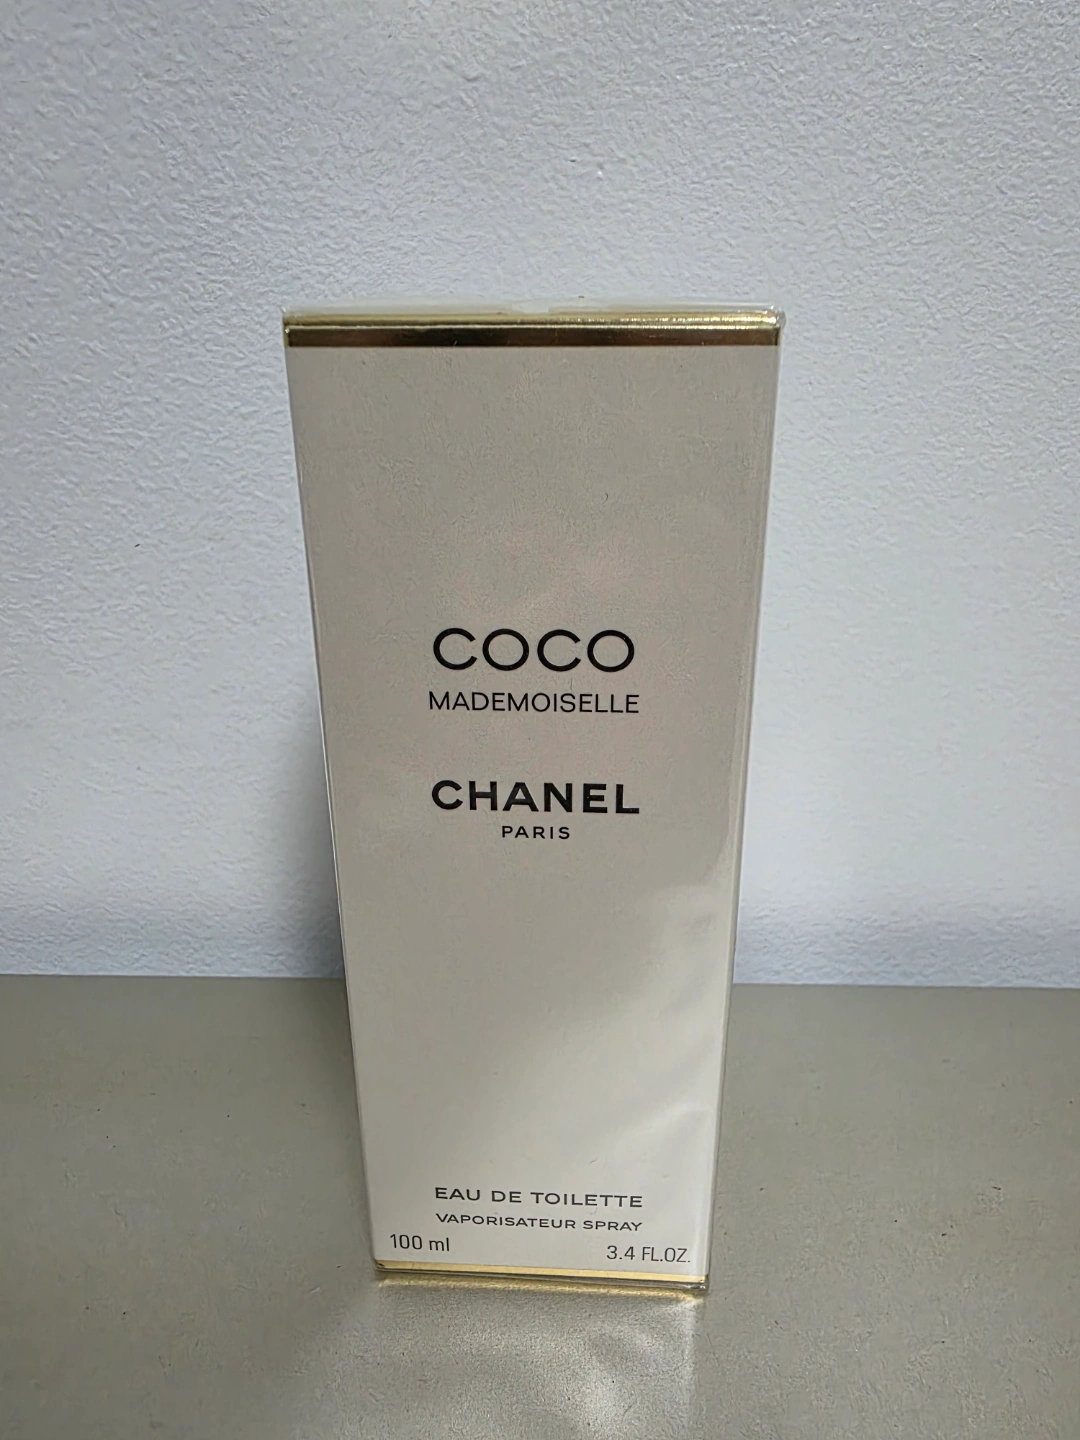 COCO
MADEMOISELLE
CHANEL
PARIS
EAU DE TOILETTE
VAPORISATEUR SPRAY
100 ml 3.4 FL.OZ.